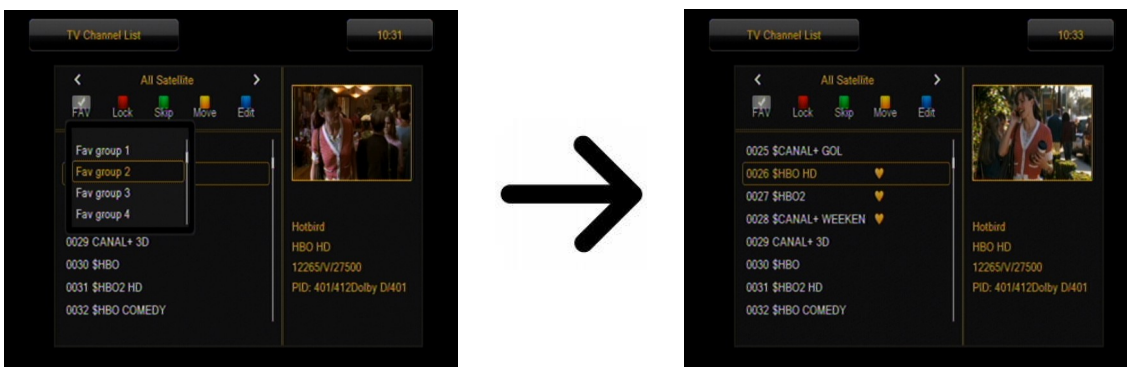 TV Channel List
10:31
All Satellite
FAV Lock Skip Move Edit
Fav group 1
Fav group 2
Fav group 3
Fav group 4
0029 CANAL+ 3D
0030 $HBO
0031 $HBO2 HD
0032 $HBO COMEDY
Hotbird
HBO HD
12265/V/27500
PID: 401/412Dolby D/401
TV Channel List
10:33
All Satellite
FAV Lock Skip Move Edit
0025 $CANAL+ GOL
0026 $HBO HD
0027 $HBO2
0028 $CANAL+ WEEKEN
0029 CANAL+ 3D
0030 $HBO
0031 $HBO2 HD
0032 $HBO COMEDY
Hotbird
HBO HD
12265/V/27500
PID: 401/412Dolby D/401